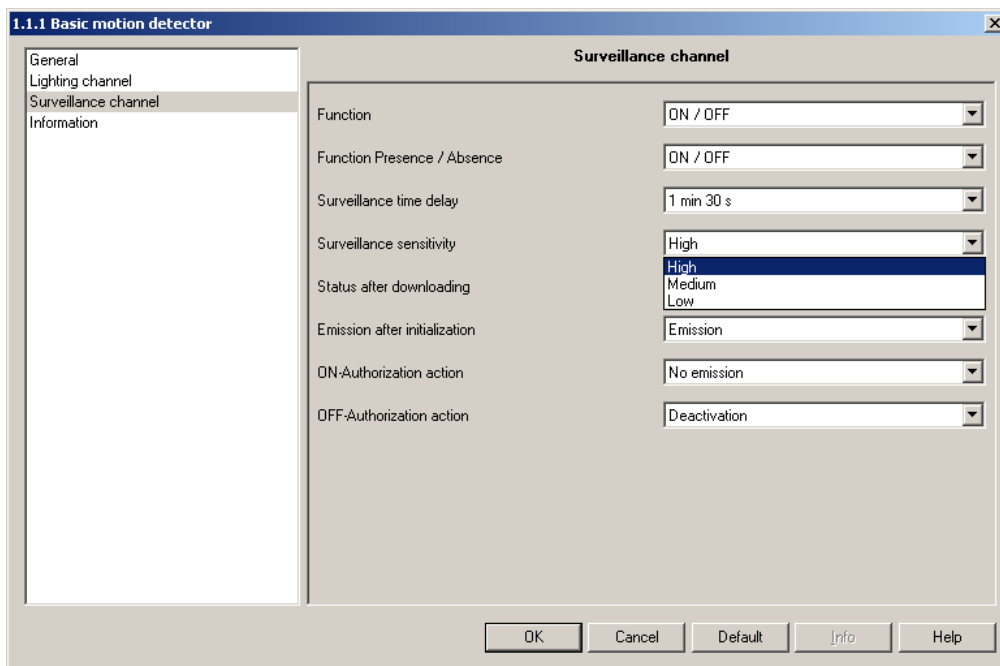 1.1.1 Basic motion detector
General
Lighting channel
Surveillance channel
Information
Surveillance channel
Function ON / OFF
Function Presence / Absence ON / OFF
Surveillance time delay 1 min 30 s
Surveillance sensitivity High
High
Medium
Low
Status after downloading
Emission after initialization Emission
ON-Authorization action No emission
OFF-Authorization action Deactivation
OK Cancel Default Info Help